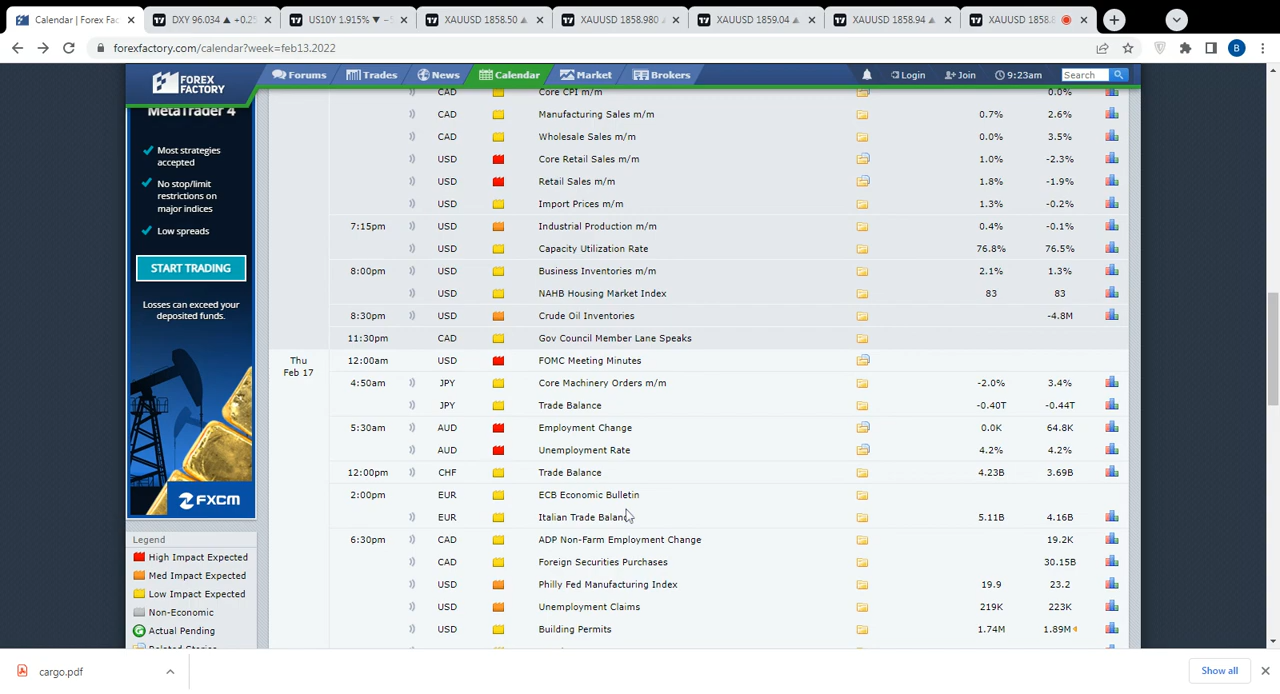 Calendar | Forex Fac
DXY 96.034 ▲ +0.25
US10Y 1.915% ▼ −
XAUUSD 1858.50 ▲
XAUUSD 1858.980 ▲
XAUUSD 1859.04 ▲
XAUUSD 1858.94 ▲
XAUUSD 1858.8
forexfactory.com/calendar?week=feb13.2022
B
FOREX
FACTORY
Forums
Trades
News
Calendar
Market
Brokers
Login
Join
9:23am
Search
MetaTrader 4
Most strategies
accepted
No stop/limit
restrictions on
major indices
Low spreads
START TRADING
Losses can exceed your
deposited funds.
FXCM
Legend
High Impact Expected
Med Impact Expected
Low Impact Expected
Non-Economic
Actual Pending
Related Stories
CAD Core CPI m/m 0.0%
CAD Manufacturing Sales m/m 0.7% 2.6%
CAD Wholesale Sales m/m 0.0% 3.5%
USD Core Retail Sales m/m 1.0% -2.3%
USD Retail Sales m/m 1.8% -1.9%
USD Import Prices m/m 1.3% -0.2%
7:15pm USD Industrial Production m/m 0.4% -0.1%
USD Capacity Utilization Rate 76.8% 76.5%
8:00pm USD Business Inventories m/m 2.1% 1.3%
USD NAHB Housing Market Index 83 83
8:30pm USD Crude Oil Inventories -4.8M
11:30pm CAD Gov Council Member Lane Speaks
Thu
Feb 17
12:00am USD FOMC Meeting Minutes
4:50am JPY Core Machinery Orders m/m -2.0% 3.4%
JPY Trade Balance -0.40T -0.44T
5:30am AUD Employment Change 0.0K 64.8K
AUD Unemployment Rate 4.2% 4.2%
12:00pm CHF Trade Balance 4.23B 3.69B
2:00pm EUR ECB Economic Bulletin
EUR Italian Trade Balance 5.11B 4.16B
6:30pm CAD ADP Non-Farm Employment Change 19.2K
CAD Foreign Securities Purchases 30.15B
USD Philly Fed Manufacturing Index 19.9 23.2
USD Unemployment Claims 219K 223K
USD Building Permits 1.74M 1.89M
cargo.pdf
Show all